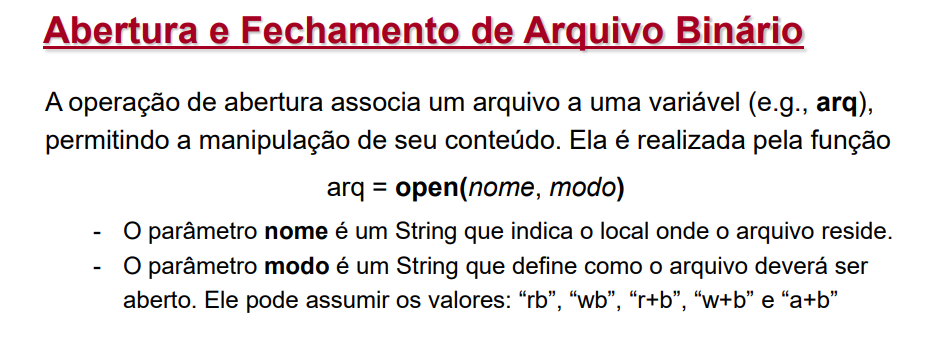 Abertura e Fechamento de Arquivo Binário
A operação de abertura associa um arquivo a uma variável (e.g., arq),
permitindo a manipulação de seu conteúdo. Ela é realizada pela função
arq = open(nome, modo)
- O parâmetro nome é um String que indica o local onde o arquivo reside.
- O parâmetro modo é um String que define como o arquivo deverá ser
aberto. Ele pode assumir os valores: “rb”, “wb”, “r+b”, “w+b” e “a+b”